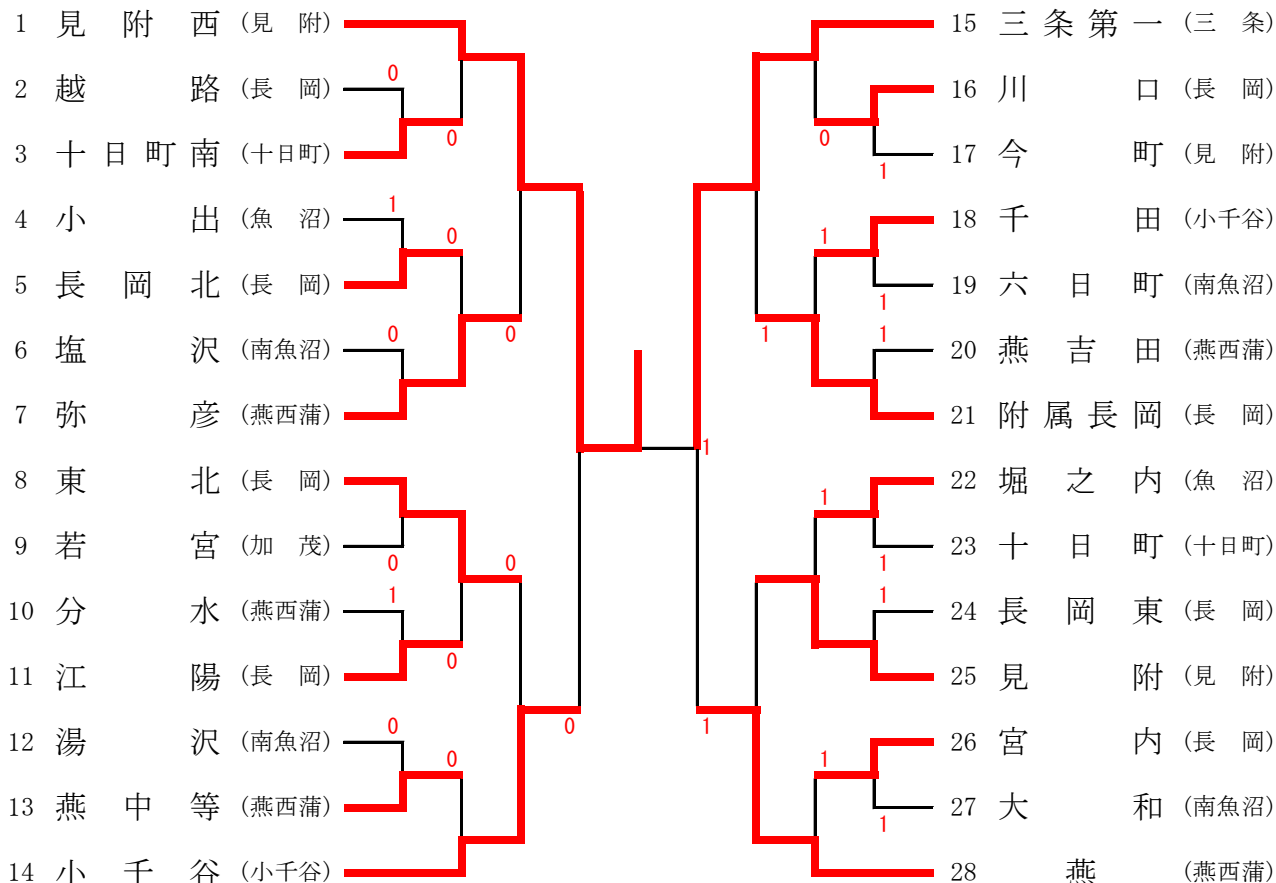 1 見附西 (見附)
2 越路 (長岡)
0
3 十日町南 (十日町)
0
4 小出 (魚沼)
1
0
5 長岡北 (長岡)
6 塩沢 (南魚沼)
0
0
7 弥彦 (燕西蒲)
8 東北 (長岡)
9 若宮 (加茂)
0
0
10 分水 (燕西蒲)
1
11 江陽 (長岡)
0
12 湯沢 (南魚沼)
0
0
0
13 燕中等 (燕西蒲)
14 小千谷 (小千谷)
15 三条第一 (三条)
16 川口 (長岡)
0
17 今町 (見附)
1
18 千田 (小千谷)
1
19 六日町 (南魚沼)
1
20 燕吉田 (燕西蒲)
1
1
21 附属長岡 (長岡)
1
22 堀之内 (魚沼)
1
23 十日町 (十日町)
1
24 長岡東 (長岡)
1
25 見附 (見附)
26 宮内 (長岡)
1
1
27 大和 (南魚沼)
1
28 燕 (燕西蒲)